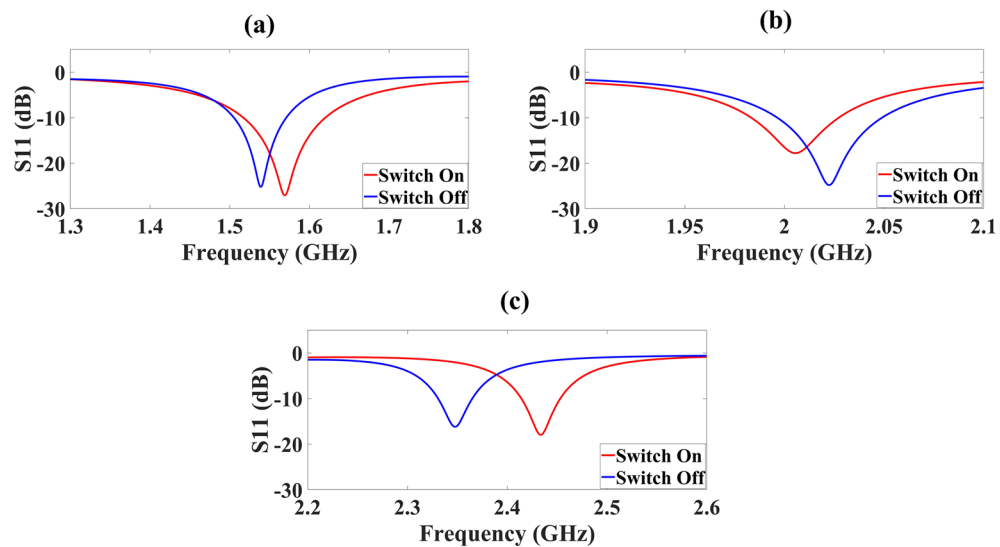 (a)
0
-10
-20
-30
S11 (dB)
Switch On
Switch Off
1.3 1.4 1.5 1.6 1.7 1.8
Frequency (GHz)
(b)
0
-10
-20
-30
S11 (dB)
Switch On
Switch Off
1.9 1.95 2 2.05 2.1
Frequency (GHz)
(c)
0
-10
-20
-30
S11 (dB)
Switch On
Switch Off
2.2 2.3 2.4 2.5 2.6
Frequency (GHz)